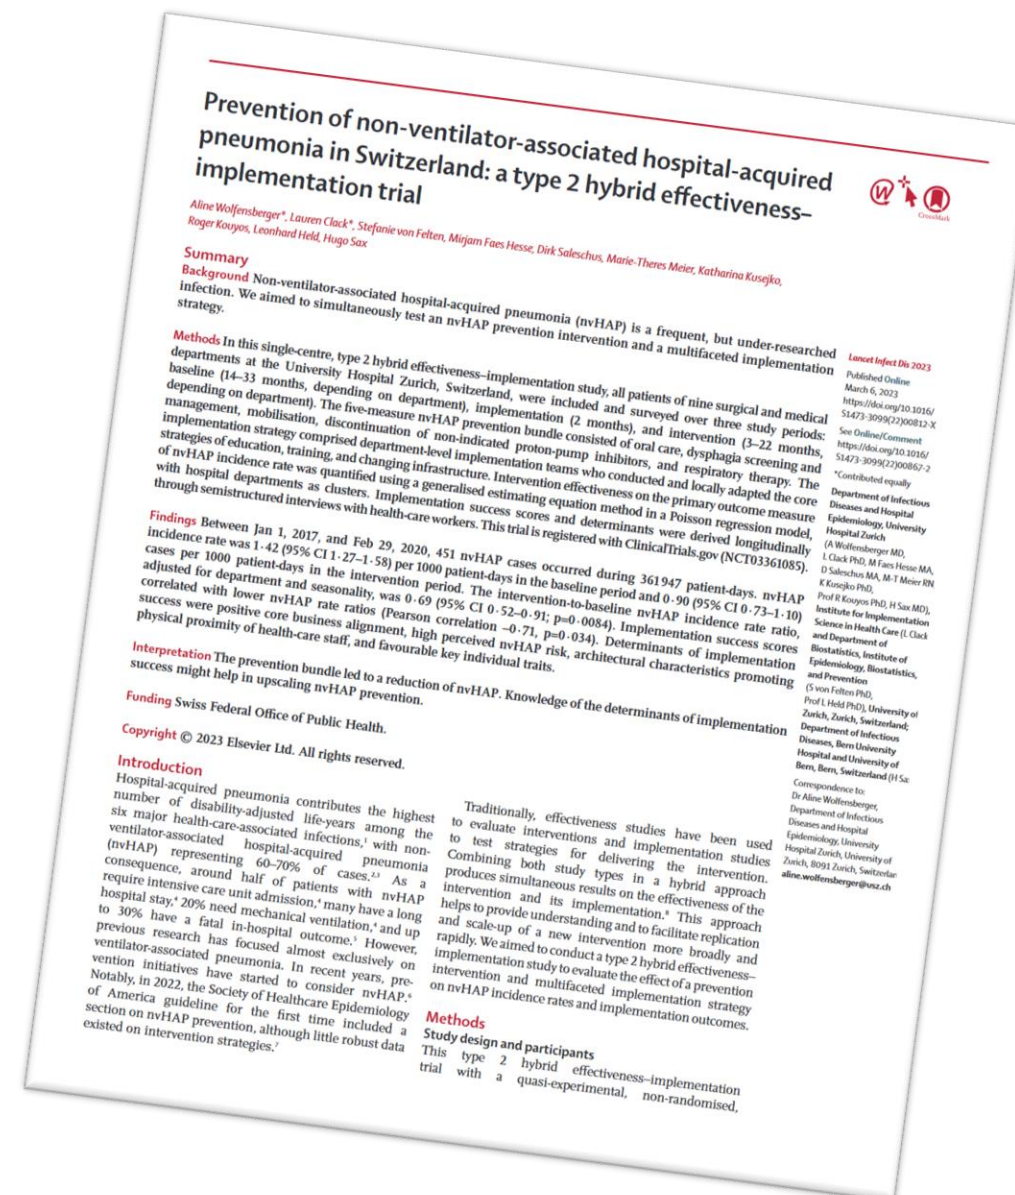 Prevention of non-ventilator-associated hospital-acquired
pneumonia in Switzerland: a type 2 hybrid effectiveness–
implementation trial
CrossMark
Aline Wolfensberger*, Lauren Clack*, Stefanie von Felten, Mirjam Faes Hesse, Dirk Saleschus, Marie-Theres Meier, Katharina Kusejko,
Roger Kouyos, Leonhard Held, Hugo Sax
Summary
Background Non-ventilator-associated hospital-acquired pneumonia (nvHAP) is a frequent, but under-researched
infection. We aimed to simultaneously test an nvHAP prevention intervention and a multifaceted implementation
strategy.
Methods In this single-centre, type 2 hybrid effectiveness–implementation study, all patients of nine surgical and medical
departments at the University Hospital Zurich, Switzerland, were included and surveyed over three study periods:
baseline (14–33 months, depending on department), implementation (2 months), and intervention (3–22 months,
depending on department). The five-measure nvHAP prevention bundle consisted of oral care, dysphagia screening and
management, mobilisation, discontinuation of non-indicated proton-pump inhibitors, and respiratory therapy. The
implementation strategy comprised department-level implementation teams who conducted and locally adapted the core
strategies of education, training, and changing infrastructure. Intervention effectiveness on the primary outcome measure
of nvHAP incidence rate was quantified using a generalised estimating equation method in a Poisson regression model,
with hospital departments as clusters. Implementation success scores and determinants were derived longitudinally
through semistructured interviews with health-care workers. This trial is registered with ClinicalTrials.gov (NCT03361085).
Findings Between Jan 1, 2017, and Feb 29, 2020, 451 nvHAP cases occurred during 361 947 patient-days. nvHAP
incidence rate was 1·42 (95% CI 1·27–1·58) per 1000 patient-days in the baseline period and 0·90 (95% CI 0·73–1·10)
cases per 1000 patient-days in the intervention period. The intervention-to-baseline nvHAP incidence rate ratio,
adjusted for department and seasonality, was 0·69 (95% CI 0·52–0·91; p=0·0084). Implementation success scores
correlated with lower nvHAP rate ratios (Pearson correlation –0·71, p=0·034). Determinants of implementation
success were positive core business alignment, high perceived nvHAP risk, architectural characteristics promoting
physical proximity of health-care staff, and favourable key individual traits.
Interpretation The prevention bundle led to a reduction of nvHAP. Knowledge of the determinants of implementation
success might help in upscaling nvHAP prevention.
Funding Swiss Federal Office of Public Health.
Copyright © 2023 Elsevier Ltd. All rights reserved.
Introduction
Hospital-acquired pneumonia contributes the highest
number of disability-adjusted life-years among the
six major health-care-associated infections,¹ with non-
ventilator-associated hospital-acquired pneumonia
(nvHAP) representing 60–70% of cases.²,³ As a
consequence, around half of patients with nvHAP
require intensive care unit admission,⁴ many have a long
hospital stay,⁴ 20% need mechanical ventilation,⁴ and up
to 30% have a fatal in-hospital outcome.⁵ However,
previous research has focused almost exclusively on
ventilator-associated pneumonia. In recent years, pre-
vention initiatives have started to consider nvHAP.⁶
Notably, in 2022, the Society of Healthcare Epidemiology
of America guideline for the first time included a
section on nvHAP prevention, although little robust data
existed on intervention strategies.⁷
Traditionally, effectiveness studies have been used
to evaluate interventions and implementation studies
to test strategies for delivering the intervention.
Combining both study types in a hybrid approach
produces simultaneous results on the effectiveness of the
intervention and its implementation.⁸ This approach
helps to provide understanding and to facilitate replication
and scale-up of a new intervention more broadly and
rapidly. We aimed to conduct a type 2 hybrid effectiveness–
implementation study to evaluate the effect of a prevention
intervention and multifaceted implementation strategy
on nvHAP incidence rates and implementation outcomes.
Methods
Study design and participants
This type 2 hybrid effectiveness–implementation
trial with a quasi-experimental, non-randomised,
Lancet Infect Dis 2023
Published Online
March 6, 2023
https://doi.org/10.1016/
S1473-3099(22)00812-X
See Online/Comment
https://doi.org/10.1016/
S1473-3099(22)00867-2
*Contributed equally
Department of Infectious
Diseases and Hospital
Epidemiology, University
Hospital Zurich
(A Wolfensberger MD,
L Clack PhD, M Faes Hesse MA,
D Saleschus MA, M-T Meier RN,
K Kusejko PhD,
Prof R Kouyos PhD, H Sax MD),
Institute for Implementation
Science in Health Care (L Clack)
and Department of
Biostatistics, Institute of
Epidemiology, Biostatistics,
and Prevention
(S von Felten PhD,
Prof L Held PhD), University of
Zurich, Zurich, Switzerland;
Department of Infectious
Diseases, Bern University
Hospital and University of
Bern, Bern, Switzerland (H Sa
Correspondence to:
Dr Aline Wolfensberger,
Department of Infectious
Diseases and Hospital
Epidemiology, University
Hospital Zurich, University of
Zurich, 8091 Zurich, Switzerlan
aline.wolfensberger@usz.ch